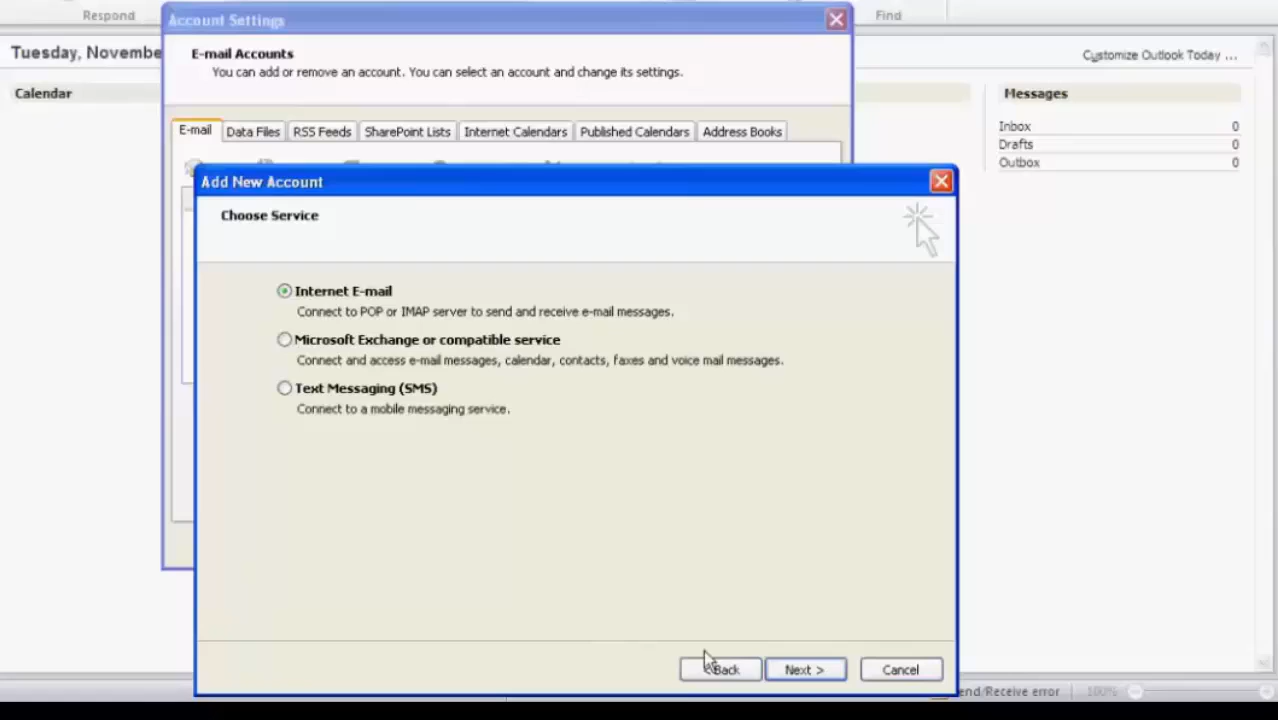 Respond
Find
Account Settings
Tuesday, Novembe
E-mail Accounts
You can add or remove an account. You can select an account and change its settings.
Customize Outlook Today ...
Calendar
Messages
E-mail Data Files RSS Feeds SharePoint Lists Internet Calendars Published Calendars Address Books
Inbox 0
Drafts 0
Outbox 0
Add New Account
Choose Service
Internet E-mail
Connect to POP or IMAP server to send and receive e-mail messages.
Microsoft Exchange or compatible service
Connect and access e-mail messages, calendar, contacts, faxes and voice mail messages.
Text Messaging (SMS)
Connect to a mobile messaging service.
< Back Next > Cancel
end/Receive error 100%